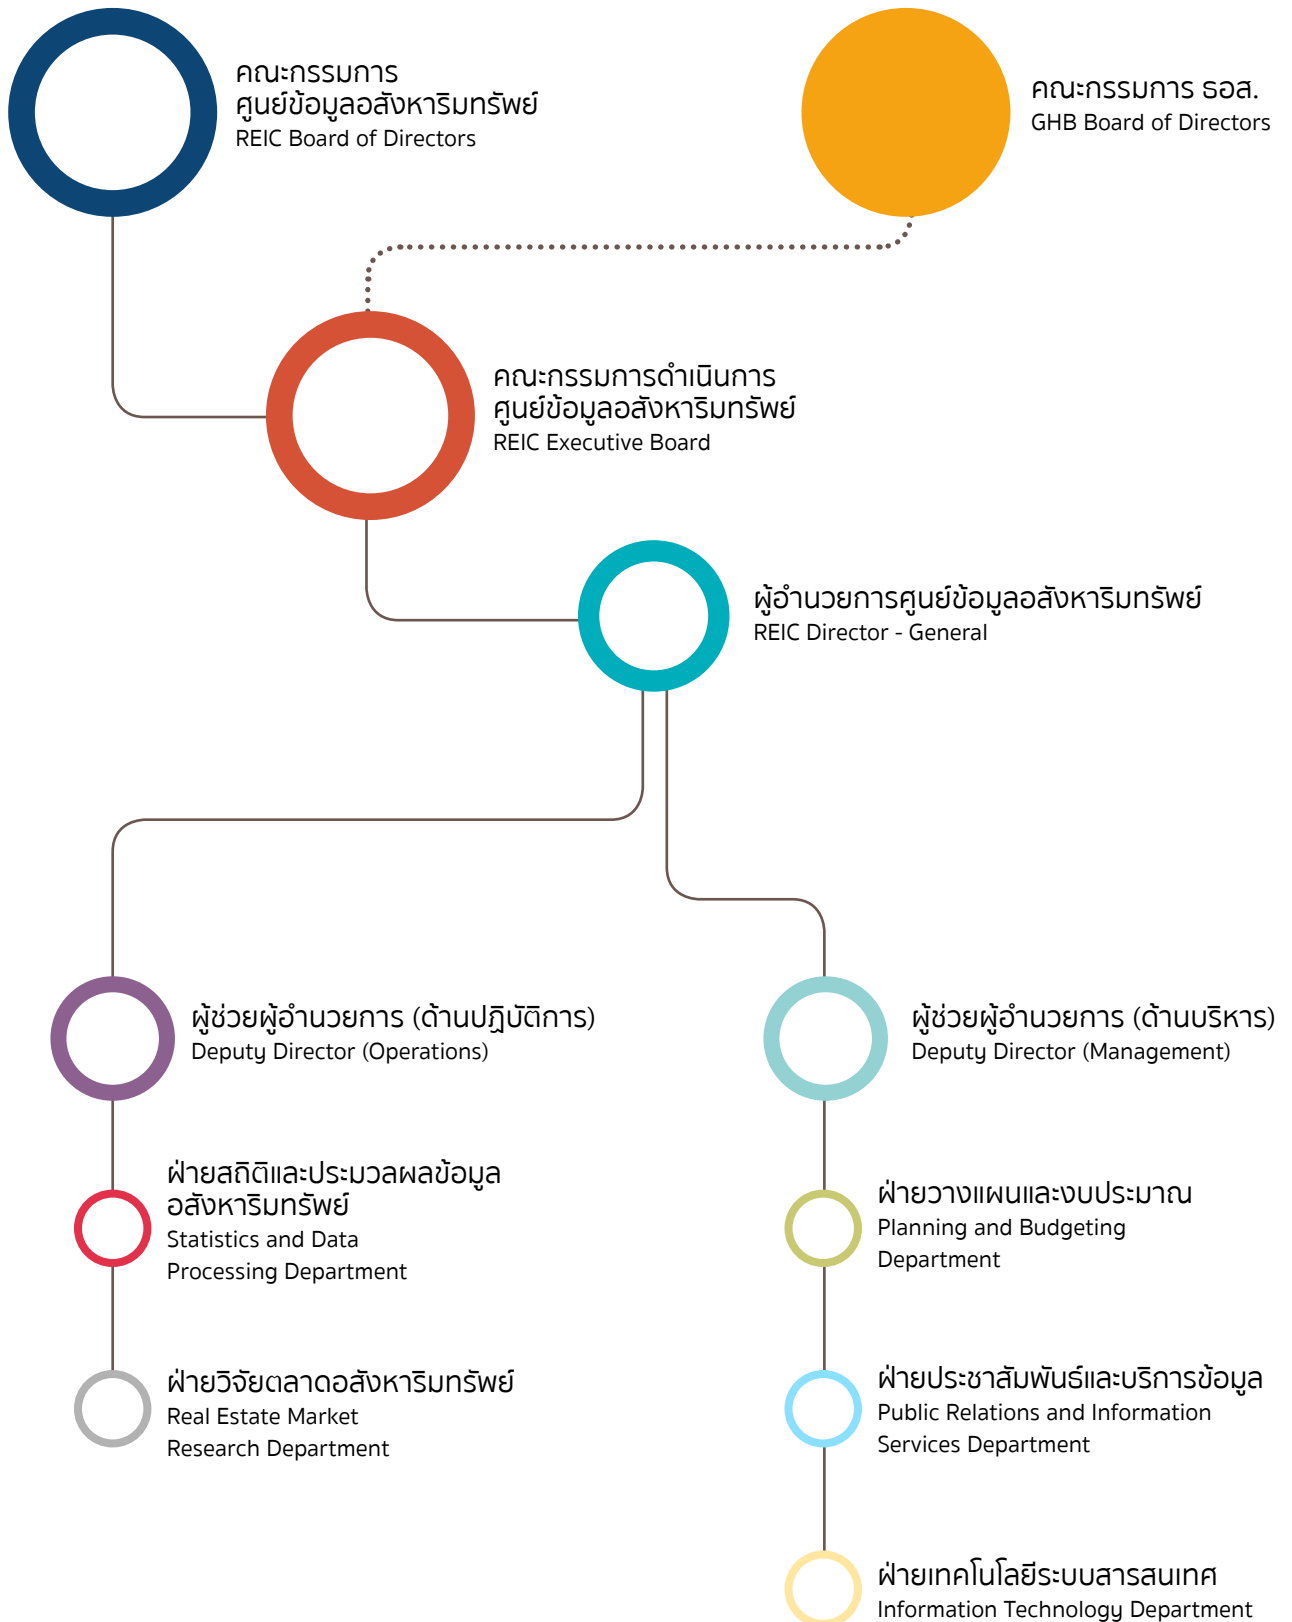 คณะกรรมการ
ศูนย์ข้อมูลอสังหาริมทรัพย์
REIC Board of Directors
คณะกรรมการ ธอส.
GHB Board of Directors
คณะกรรมการดำเนินการ
ศูนย์ข้อมูลอสังหาริมทรัพย์
REIC Executive Board
ผู้อำนวยการศูนย์ข้อมูลอสังหาริมทรัพย์
REIC Director - General
ผู้ช่วยผู้อำนวยการ (ด้านปฏิบัติการ)
Deputy Director (Operations)
ผู้ช่วยผู้อำนวยการ (ด้านบริหาร)
Deputy Director (Management)
ฝ่ายสถิติและประมวลผลข้อมูล
อสังหาริมทรัพย์
Statistics and Data
Processing Department
ฝ่ายวางแผนและงบประมาณ
Planning and Budgeting
Department
ฝ่ายวิจัยตลาดอสังหาริมทรัพย์
Real Estate Market
Research Department
ฝ่ายประชาสัมพันธ์และบริการข้อมูล
Public Relations and Information
Services Department
ฝ่ายเทคโนโลยีระบบสารสนเทศ
Information Technology Department